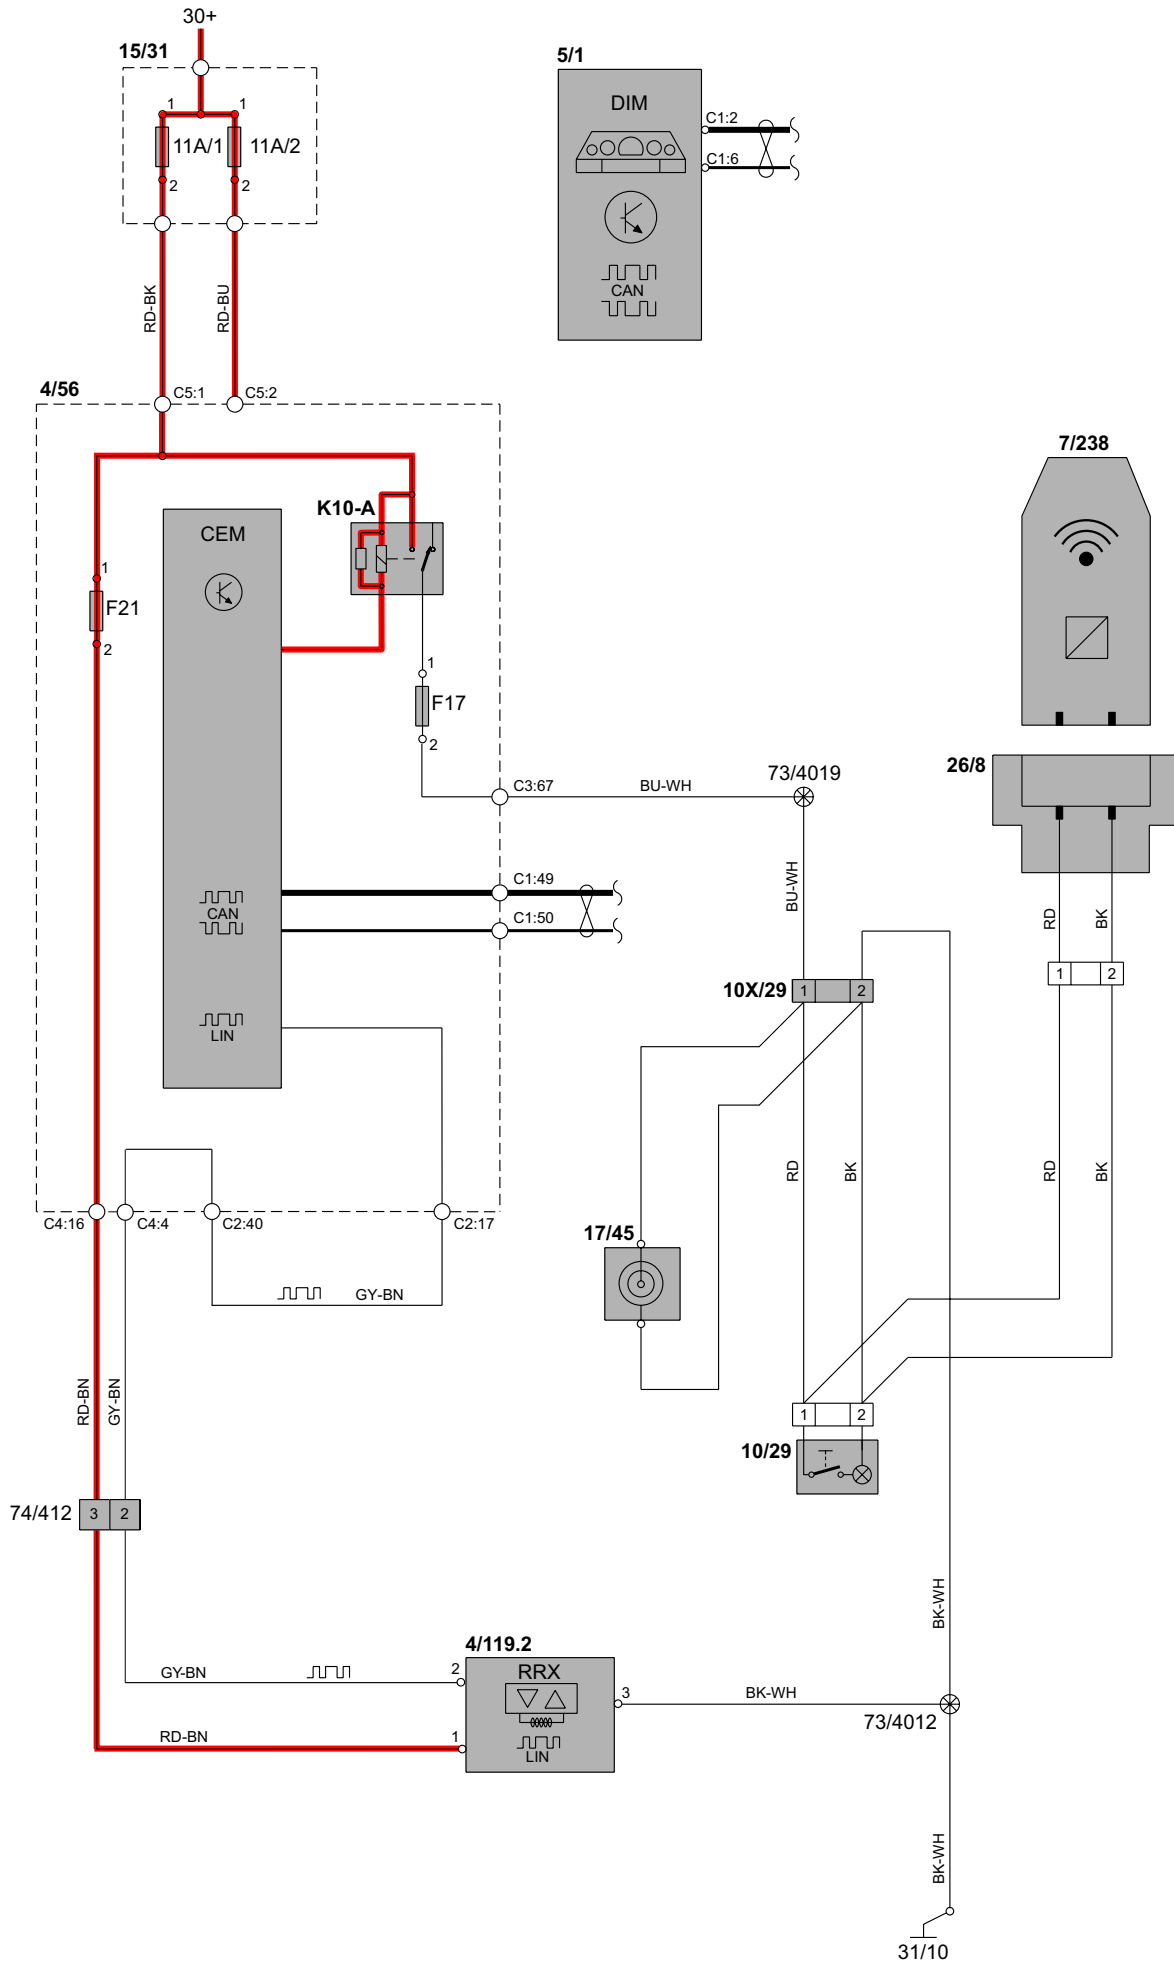 30+
15/31
1
1
11A/1
11A/2
2
2
RD-BK
RD-BU
5/1
DIM
C1:2
C1:6
CAN
4/56
C5:1
C5:2
K10-A
CEM
1
F21
2
1
F17
2
C3:67
BU-WH
73/4019
BU-WH
7/238
26/8
RD
BK
1
2
CAN
C1:49
C1:50
LIN
10X/29
1
2
RD
BK
RD
BK
C4:16
C4:4
C2:40
C2:17
GY-BN
17/45
RD-BN
GY-BN
1
2
10/29
74/412
3
2
BK-WH
4/119.2
GY-BN
2
RRX
3
BK-WH
73/4012
RD-BN
1
LIN
BK-WH
31/10